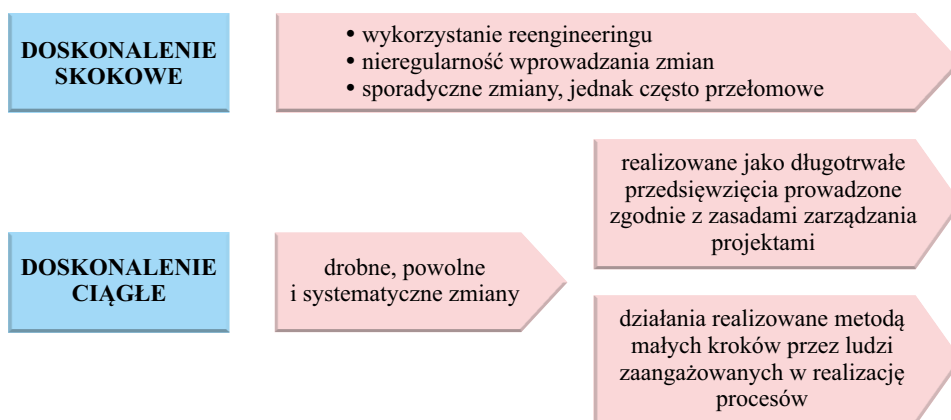 DOSKONALENIE
SKOKOWE
• wykorzystanie reengineeringu
• nieregularność wprowadzania zmian
• sporadyczne zmiany, jednak często przełomowe
DOSKONALENIE
CIĄGŁE
drobne, powolne
i systematyczne zmiany
realizowane jako długotrwałe
przedsięwzięcia prowadzone
zgodnie z zasadami zarządzania
projektami
działania realizowane metodą
małych kroków przez ludzi
zaangażowanych w realizację
procesów